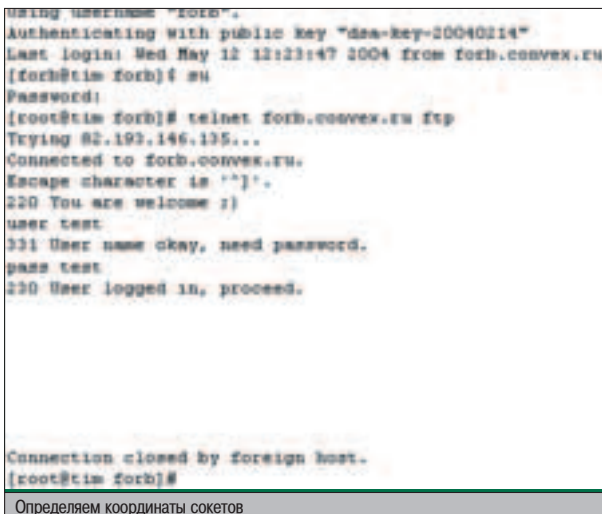 using username "forb".
Authenticating with public key "dsa-key-20040214"
Last login: Wed May 12 12:23:47 2004 from forb.convex.ru
[forb@tim forb]$ su
Password:
[root@tim forb]# telnet forb.convex.ru ftp
Trying 82.193.146.135...
Connected to forb.convex.ru.
Escape character is '^]'.
220 You are welcome ;)
user test
331 User name okay, need password.
pass test
230 User logged in, proceed.
Connection closed by foreign host.
[root@tim forb]#
Определяем координаты сокетов